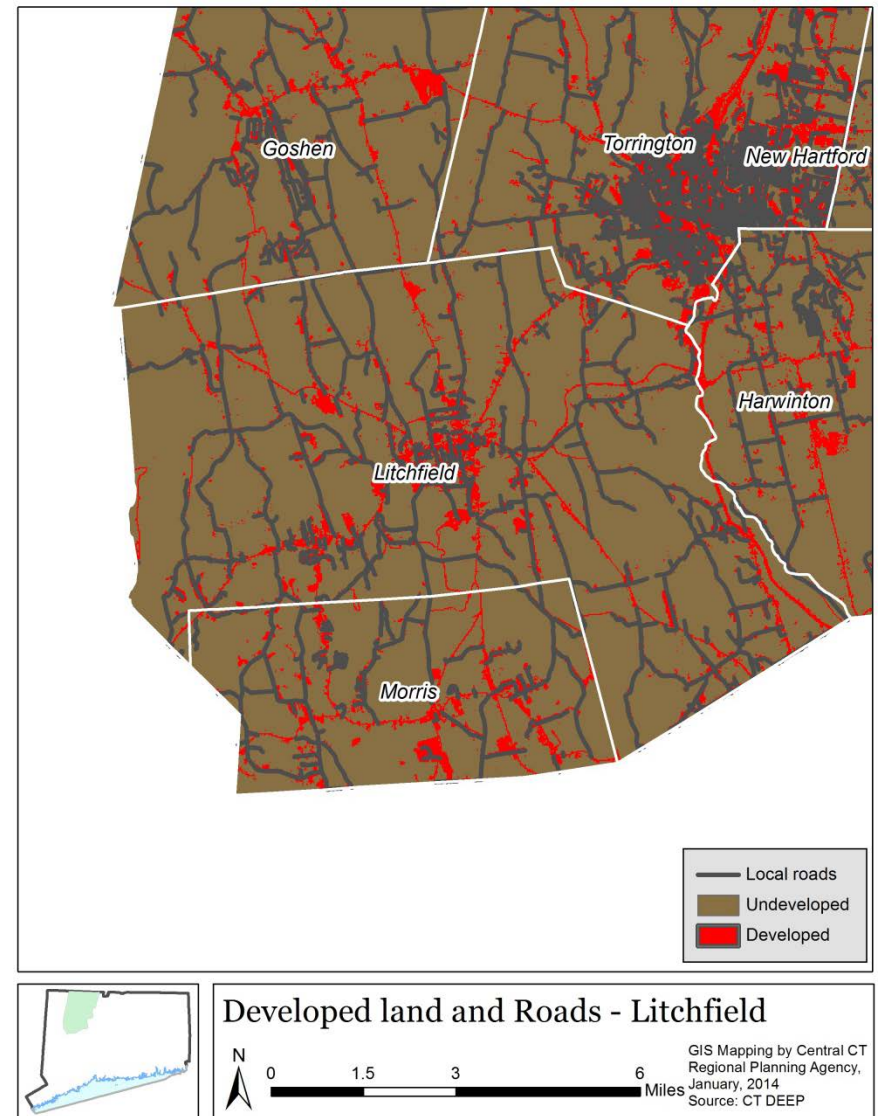 Goshen
Torrington
New Hartford
Harwinton
Litchfield
Morris
Local roads
Undeveloped
Developed
Developed land and Roads - Litchfield
N
0 1.5 3 6
Miles
GIS Mapping by Central CT
Regional Planning Agency,
January, 2014
Source: CT DEEP